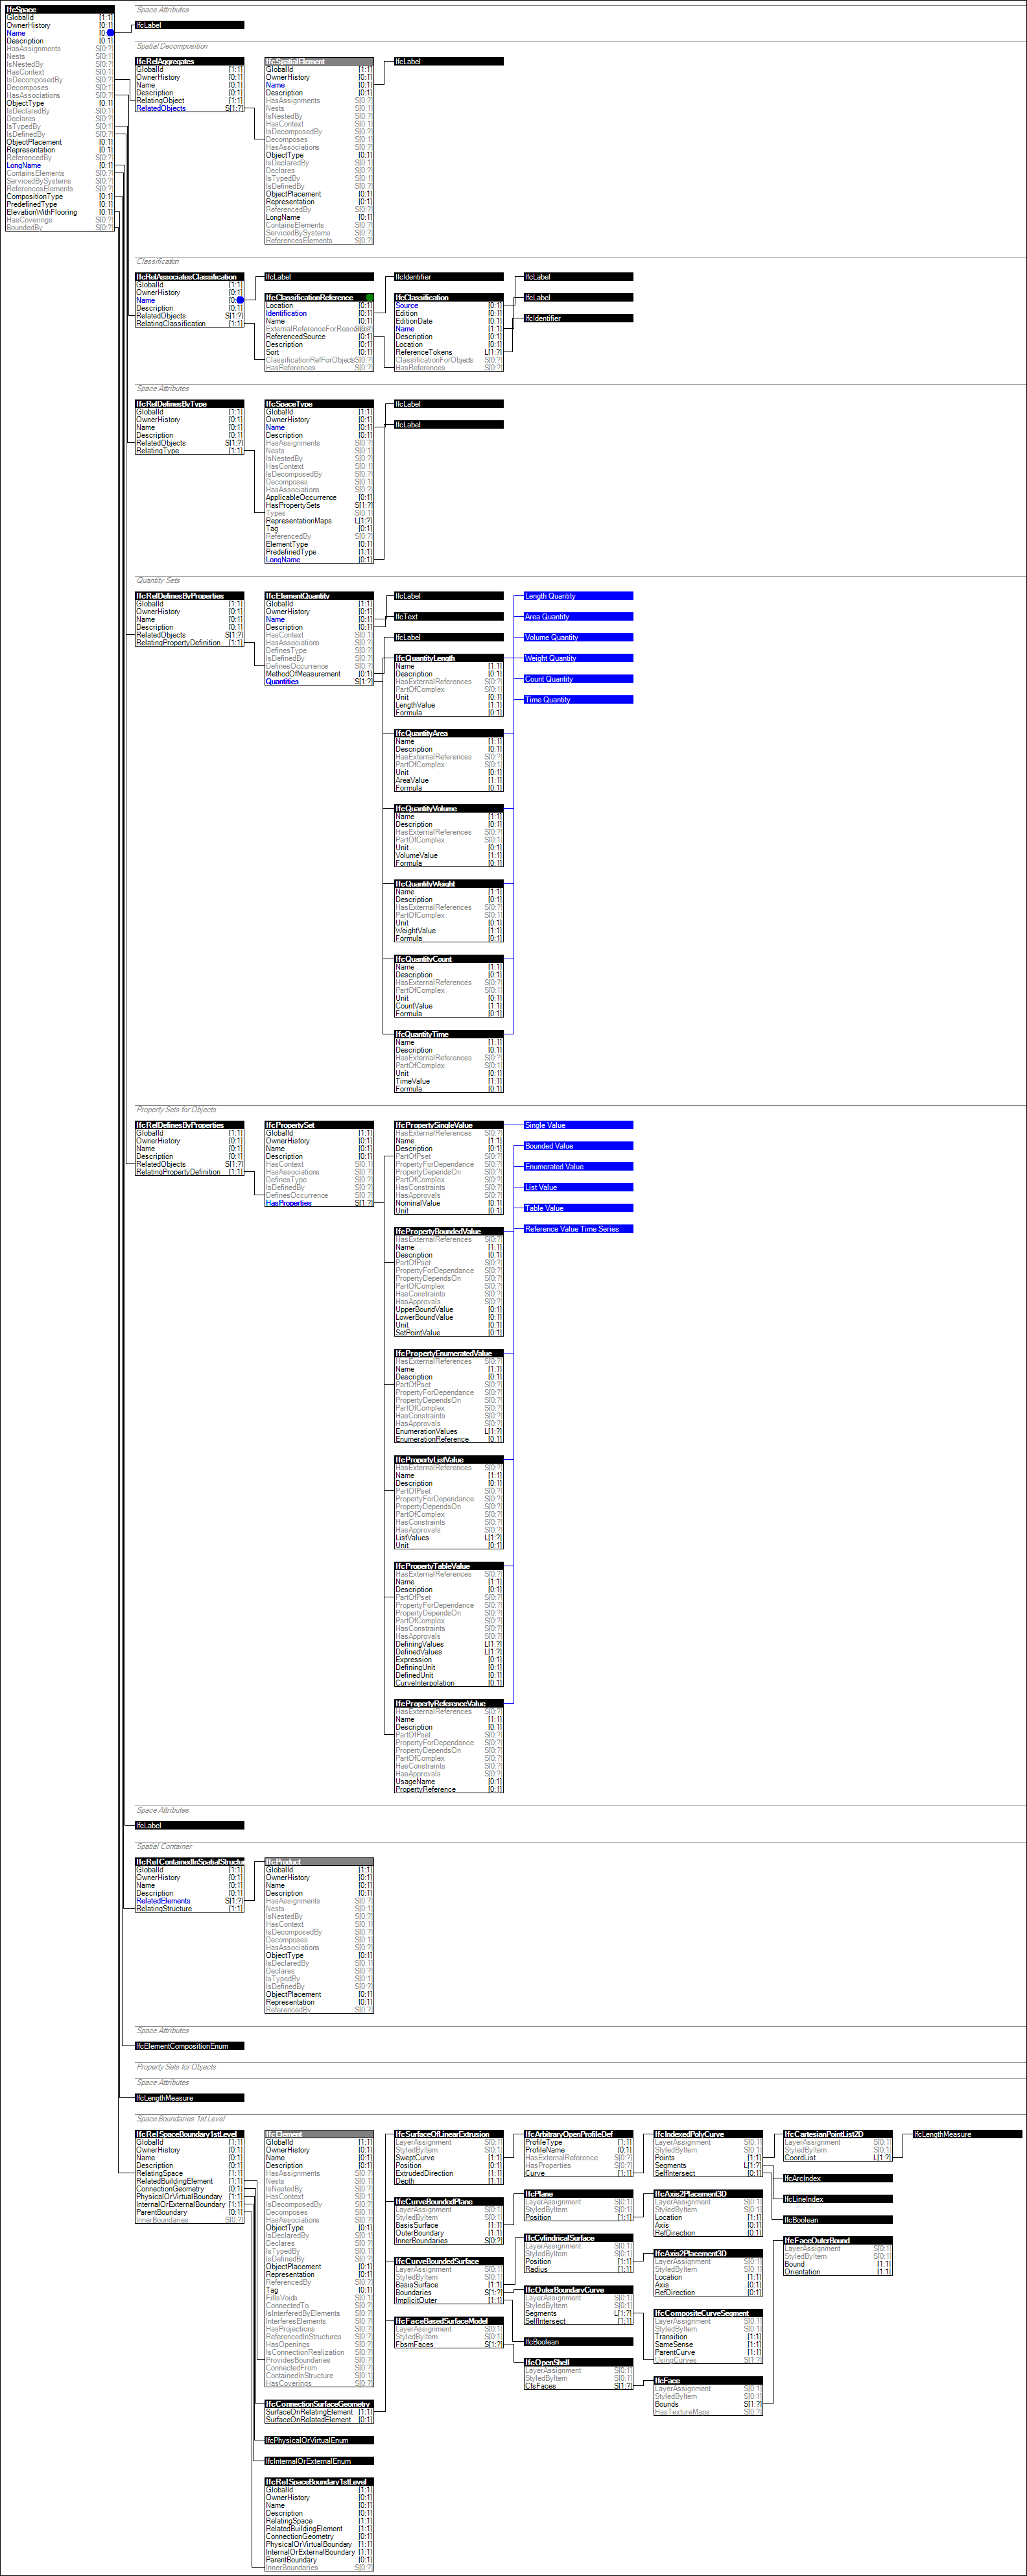 IfcSpace
GlobalId [1:1]
OwnerHistory [0:1]
Name [0:
Description [0:1]
HasAssignments S[0:?]
Nests S[0:1]
IsNestedBy S[0:?]
HasContext S[0:1]
IsDecomposedBy S[0:?]
Decomposes S[0:1]
HasAssociations S[0:?]
ObjectType [0:1]
IsDeclaredBy S[0:1]
Declares S[0:?]
IsTypedBy S[0:1]
IsDefinedBy S[0:?]
ObjectPlacement [0:1]
Representation [0:1]
ReferencedBy S[0:?]
LongName [0:1]
ContainsElements S[0:?]
ServicedBySystems S[0:?]
ReferencesElements S[0:?]
CompositionType [0:1]
PredefinedType [0:1]
ElevationWithFlooring [0:1]
HasCoverings S[0:?]
BoundedBy S[0:?]
Space Attributes
IfcLabel
Spatial Decomposition
IfcRelAggregates
GlobalId [1:1]
OwnerHistory [0:1]
Name [0:1]
Description [0:1]
RelatingObject [1:1]
RelatedObjects S[1:?]
IfcSpatialElement
GlobalId [1:1]
OwnerHistory [0:1]
Name [0:1]
Description [0:1]
HasAssignments S[0:?]
Nests S[0:1]
IsNestedBy S[0:?]
HasContext S[0:1]
IsDecomposedBy S[0:?]
Decomposes S[0:1]
HasAssociations S[0:?]
ObjectType [0:1]
IsDeclaredBy S[0:1]
Declares S[0:?]
IsTypedBy S[0:1]
IsDefinedBy S[0:?]
ObjectPlacement [0:1]
Representation [0:1]
ReferencedBy S[0:?]
LongName [0:1]
ContainsElements S[0:?]
ServicedBySystems S[0:?]
ReferencesElements S[0:?]
IfcLabel
Classification
IfcRelAssociatesClassification
GlobalId [1:1]
OwnerHistory [0:1]
Name [0:
Description [0:1]
RelatedObjects S[1:?]
RelatingClassification [1:1]
IfcLabel
IfcClassificationReference
Location [0:1]
Identification [0:1]
Name [0:1]
ExternalReferenceForResources S[0:?]
ReferencedSource [0:1]
Description [0:1]
Sort [0:1]
ClassificationRefForObjects S[0:?]
HasReferences S[0:?]
IfcIdentifier
IfcClassification
Source [0:1]
Edition [0:1]
EditionDate [0:1]
Name [1:1]
Description [0:1]
Location [0:1]
ReferenceTokens L[1:?]
ClassificationForObjects S[0:?]
HasReferences S[0:?]
IfcLabel
IfcLabel
IfcIdentifier
Space Attributes
IfcRelDefinesByType
GlobalId [1:1]
OwnerHistory [0:1]
Name [0:1]
Description [0:1]
RelatedObjects S[1:?]
RelatingType [1:1]
IfcSpaceType
GlobalId [1:1]
OwnerHistory [0:1]
Name [0:1]
Description [0:1]
HasAssignments S[0:?]
Nests S[0:1]
IsNestedBy S[0:?]
HasContext S[0:1]
IsDecomposedBy S[0:?]
Decomposes S[0:1]
HasAssociations S[0:?]
ApplicableOccurrence [0:1]
HasPropertySets S[1:?]
Types S[0:1]
RepresentationMaps L[1:?]
Tag [0:1]
ReferencedBy S[0:?]
ElementType [0:1]
PredefinedType [1:1]
LongName [0:1]
IfcLabel
IfcLabel
Quantity Sets
IfcRelDefinesByProperties
GlobalId [1:1]
OwnerHistory [0:1]
Name [0:1]
Description [0:1]
RelatedObjects S[1:?]
RelatingPropertyDefinition [1:1]
IfcElementQuantity
GlobalId [1:1]
OwnerHistory [0:1]
Name [0:1]
Description [0:1]
HasContext S[0:1]
HasAssociations S[0:?]
DefinesType S[0:?]
IsDefinedBy S[0:?]
DefinesOccurrence S[0:?]
MethodOfMeasurement [0:1]
Quantities S[1:?]
IfcLabel
IfcText
IfcLabel
IfcQuantityLength
Name [1:1]
Description [0:1]
HasExternalReferences S[0:?]
PartOfComplex S[0:1]
Unit [0:1]
LengthValue [1:1]
Formula [0:1]
IfcQuantityArea
Name [1:1]
Description [0:1]
HasExternalReferences S[0:?]
PartOfComplex S[0:1]
Unit [0:1]
AreaValue [1:1]
Formula [0:1]
IfcQuantityVolume
Name [1:1]
Description [0:1]
HasExternalReferences S[0:?]
PartOfComplex S[0:1]
Unit [0:1]
VolumeValue [1:1]
Formula [0:1]
IfcQuantityWeight
Name [1:1]
Description [0:1]
HasExternalReferences S[0:?]
PartOfComplex S[0:1]
Unit [0:1]
WeightValue [1:1]
Formula [0:1]
IfcQuantityCount
Name [1:1]
Description [0:1]
HasExternalReferences S[0:?]
PartOfComplex S[0:1]
Unit [0:1]
CountValue [1:1]
Formula [0:1]
IfcQuantityTime
Name [1:1]
Description [0:1]
HasExternalReferences S[0:?]
PartOfComplex S[0:1]
Unit [0:1]
TimeValue [1:1]
Formula [0:1]
Length Quantity
Area Quantity
Volume Quantity
Weight Quantity
Count Quantity
Time Quantity
Property Sets for Objects
IfcRelDefinesByProperties
GlobalId [1:1]
OwnerHistory [0:1]
Name [0:1]
Description [0:1]
RelatedObjects S[1:?]
RelatingPropertyDefinition [1:1]
IfcPropertySet
GlobalId [1:1]
OwnerHistory [0:1]
Name [0:1]
Description [0:1]
HasContext S[0:1]
HasAssociations S[0:?]
DefinesType S[0:?]
IsDefinedBy S[0:?]
DefinesOccurrence S[0:?]
HasProperties S[1:?]
IfcPropertySingleValue
HasExternalReferences S[0:?]
Name [1:1]
Description [0:1]
PartOfPset S[0:?]
PropertyForDependance S[0:?]
PropertyDependsOn S[0:?]
PartOfComplex S[0:?]
HasConstraints S[0:?]
HasApprovals S[0:?]
NominalValue [0:1]
Unit [0:1]
IfcPropertyBoundedValue
HasExternalReferences S[0:?]
Name [1:1]
Description [0:1]
PartOfPset S[0:?]
PropertyForDependance S[0:?]
PropertyDependsOn S[0:?]
PartOfComplex S[0:?]
HasConstraints S[0:?]
HasApprovals S[0:?]
UpperBoundValue [0:1]
LowerBoundValue [0:1]
Unit [0:1]
SetPointValue [0:1]
IfcPropertyEnumeratedValue
HasExternalReferences S[0:?]
Name [1:1]
Description [0:1]
PartOfPset S[0:?]
PropertyForDependance S[0:?]
PropertyDependsOn S[0:?]
PartOfComplex S[0:?]
HasConstraints S[0:?]
HasApprovals S[0:?]
EnumerationValues L[1:?]
EnumerationReference [0:1]
IfcPropertyListValue
HasExternalReferences S[0:?]
Name [1:1]
Description [0:1]
PartOfPset S[0:?]
PropertyForDependance S[0:?]
PropertyDependsOn S[0:?]
PartOfComplex S[0:?]
HasConstraints S[0:?]
HasApprovals S[0:?]
ListValues L[1:?]
Unit [0:1]
IfcPropertyTableValue
HasExternalReferences S[0:?]
Name [1:1]
Description [0:1]
PartOfPset S[0:?]
PropertyForDependance S[0:?]
PropertyDependsOn S[0:?]
PartOfComplex S[0:?]
HasConstraints S[0:?]
HasApprovals S[0:?]
DefiningValues L[1:?]
DefinedValues L[1:?]
Expression [0:1]
DefiningUnit [0:1]
DefinedUnit [0:1]
CurveInterpolation [0:1]
IfcPropertyReferenceValue
HasExternalReferences S[0:?]
Name [1:1]
Description [0:1]
PartOfPset S[0:?]
PropertyForDependance S[0:?]
PropertyDependsOn S[0:?]
PartOfComplex S[0:?]
HasConstraints S[0:?]
HasApprovals S[0:?]
UsageName [0:1]
PropertyReference [0:1]
Single Value
Bounded Value
Enumerated Value
List Value
Table Value
Reference Value Time Series
Space Attributes
IfcLabel
Spatial Container
IfcRelContainedInSpatialStructur
GlobalId [1:1]
OwnerHistory [0:1]
Name [0:1]
Description [0:1]
RelatedElements S[1:?]
RelatingStructure [1:1]
IfcProduct
GlobalId [1:1]
OwnerHistory [0:1]
Name [0:1]
Description [0:1]
HasAssignments S[0:?]
Nests S[0:1]
IsNestedBy S[0:?]
HasContext S[0:1]
IsDecomposedBy S[0:?]
Decomposes S[0:1]
HasAssociations S[0:?]
ObjectType [0:1]
IsDeclaredBy S[0:1]
Declares S[0:?]
IsTypedBy S[0:1]
IsDefinedBy S[0:?]
ObjectPlacement [0:1]
Representation [0:1]
ReferencedBy S[0:?]
Space Attributes
IfcElementCompositionEnum
Property Sets for Objects
Space Attributes
IfcLengthMeasure
Space Boundaries 1st Level
IfcRelSpaceBoundary1stLevel
GlobalId [1:1]
OwnerHistory [0:1]
Name [0:1]
Description [0:1]
RelatingSpace [1:1]
RelatedBuildingElement [1:1]
ConnectionGeometry [0:1]
PhysicalOrVirtualBoundary [1:1]
InternalOrExternalBoundary [1:1]
ParentBoundary [0:1]
InnerBoundaries S[0:?]
IfcElement
GlobalId [1:1]
OwnerHistory [0:1]
Name [0:1]
Description [0:1]
HasAssignments S[0:?]
Nests S[0:1]
IsNestedBy S[0:?]
HasContext S[0:1]
IsDecomposedBy S[0:?]
Decomposes S[0:1]
HasAssociations S[0:?]
ObjectType [0:1]
IsDeclaredBy S[0:1]
Declares S[0:?]
IsTypedBy S[0:1]
IsDefinedBy S[0:?]
ObjectPlacement [0:1]
Representation [0:1]
ReferencedBy S[0:?]
Tag [0:1]
FillsVoids S[0:1]
ConnectedTo S[0:?]
IsInterferedByElements S[0:?]
InterferesElements S[0:?]
HasProjections S[0:?]
ReferencedInStructures S[0:?]
HasOpenings S[0:?]
IsConnectionRealization S[0:?]
ProvidesBoundaries S[0:?]
ConnectedFrom S[0:?]
ContainedInStructure S[0:1]
HasCoverings S[0:?]
IfcConnectionSurfaceGeometry
SurfaceOnRelatingElement [1:1]
SurfaceOnRelatedElement [0:1]
IfcPhysicalOrVirtualEnum
IfcInternalOrExternalEnum
IfcRelSpaceBoundary1stLevel
GlobalId [1:1]
OwnerHistory [0:1]
Name [0:1]
Description [0:1]
RelatingSpace [1:1]
RelatedBuildingElement [1:1]
ConnectionGeometry [0:1]
PhysicalOrVirtualBoundary [1:1]
InternalOrExternalBoundary [1:1]
ParentBoundary [0:1]
InnerBoundaries S[0:?]
IfcSurfaceOfLinearExtrusion
LayerAssignment S[0:1]
StyledByItem S[0:1]
SweptCurve [1:1]
Position [0:1]
ExtrudedDirection [1:1]
Depth [1:1]
IfcCurveBoundedPlane
LayerAssignment S[0:1]
StyledByItem S[0:1]
BasisSurface [1:1]
OuterBoundary [1:1]
InnerBoundaries S[0:?]
IfcCurveBoundedSurface
LayerAssignment S[0:1]
StyledByItem S[0:1]
BasisSurface [1:1]
Boundaries S[1:?]
ImplicitOuter [1:1]
IfcFaceBasedSurfaceModel
LayerAssignment S[0:1]
StyledByItem S[0:1]
FbsmFaces S[1:?]
IfcArbitraryOpenProfileDef
ProfileType [1:1]
ProfileName [0:1]
HasExternalReference S[0:?]
HasProperties S[0:?]
Curve [1:1]
IfcPlane
LayerAssignment S[0:1]
StyledByItem S[0:1]
Position [1:1]
IfcCylindricalSurface
LayerAssignment S[0:1]
StyledByItem S[0:1]
Position [1:1]
Radius [1:1]
IfcOuterBoundaryCurve
LayerAssignment S[0:1]
StyledByItem S[0:1]
Segments L[1:?]
SelfIntersect [1:1]
IfcBoolean
IfcOpenShell
LayerAssignment S[0:1]
StyledByItem S[0:1]
CfsFaces S[1:?]
IfcIndexedPolyCurve
LayerAssignment S[0:1]
StyledByItem S[0:1]
Points [1:1]
Segments L[1:?]
SelfIntersect [0:1]
IfcAxis2Placement3D
LayerAssignment S[0:1]
StyledByItem S[0:1]
Location [1:1]
Axis [0:1]
RefDirection [0:1]
IfcAxis2Placement3D
LayerAssignment S[0:1]
StyledByItem S[0:1]
Location [1:1]
Axis [0:1]
RefDirection [0:1]
IfcCompositeCurveSegment
LayerAssignment S[0:1]
StyledByItem S[0:1]
Transition [1:1]
SameSense [1:1]
ParentCurve [1:1]
UsingCurves S[1:?]
IfcFace
LayerAssignment S[0:1]
StyledByItem S[0:1]
Bounds S[1:?]
HasTextureMaps S[0:?]
IfcCartesianPointList2D
LayerAssignment S[0:1]
StyledByItem S[0:1]
CoordList L[1:?]
IfcArcIndex
IfcLineIndex
IfcBoolean
IfcFaceOuterBound
LayerAssignment S[0:1]
StyledByItem S[0:1]
Bound [1:1]
Orientation [1:1]
IfcLengthMeasure